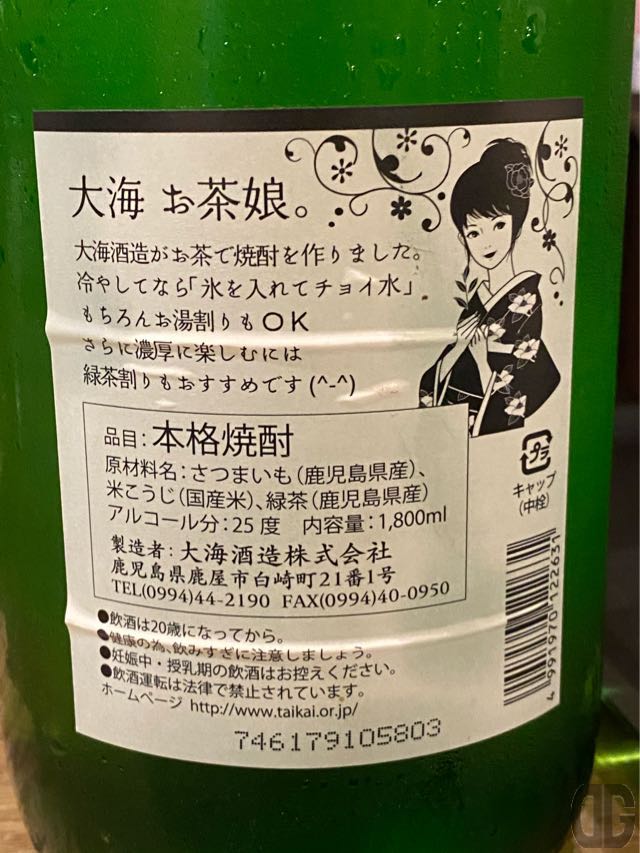 大海 お茶娘。
大海酒造がお茶で焼酎を作りました。
冷やしてなら「氷を入れてチョイ水」
もちろんお湯割りもOK
さらに濃厚に楽しむには
緑茶割りもおすすめです(^-^)
品目：本格焼酎
原材料名：さつまいも（鹿児島県産）、
米こうじ（国産米）、緑茶（鹿児島県産）
アルコール分：25度　内容量：1,800ml
製造者：大海酒造株式会社
鹿児島県鹿屋市白崎町21番1号
TEL(0994)44-2190 FAX(0994)40-0950
プラ
キャップ
（中栓）
●飲酒は20歳になってから。
●健康の為、飲みすぎに注意しましょう。
●妊娠中・授乳期の飲酒はお控えください。
●飲酒運転は法律で禁止されています。
ホームページ http://www.taikai.or.jp/
746179105803
4 991970 122631
DG